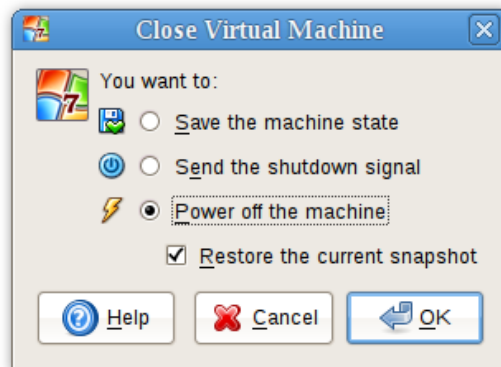 Close Virtual Machine
7
You want to:
Save the machine state
Send the shutdown signal
Power off the machine
Restore the current snapshot
Help
Cancel
OK